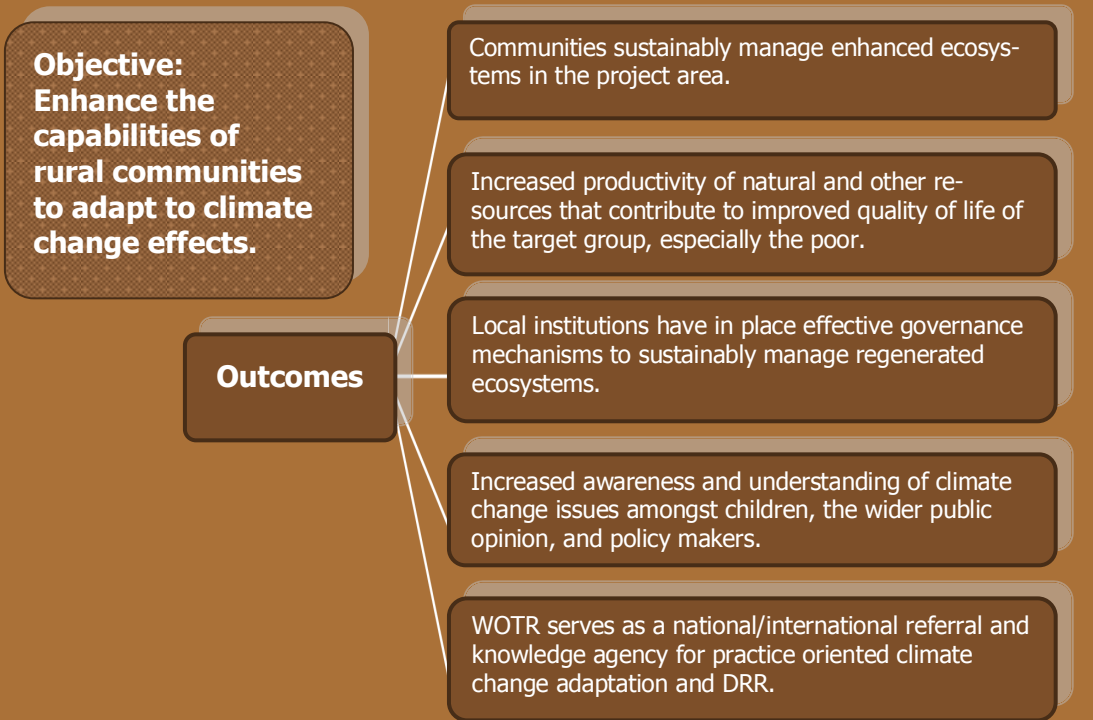 Objective:
Enhance the
capabilities of
rural communities
to adapt to climate
change effects.
Outcomes
Communities sustainably manage enhanced ecosys-
tems in the project area.
Increased productivity of natural and other re-
sources that contribute to improved quality of life of
the target group, especially the poor.
Local institutions have in place effective governance
mechanisms to sustainably manage regenerated
ecosystems.
Increased awareness and understanding of climate
change issues amongst children, the wider public
opinion, and policy makers.
WOTR serves as a national/international referral and
knowledge agency for practice oriented climate
change adaptation and DRR.